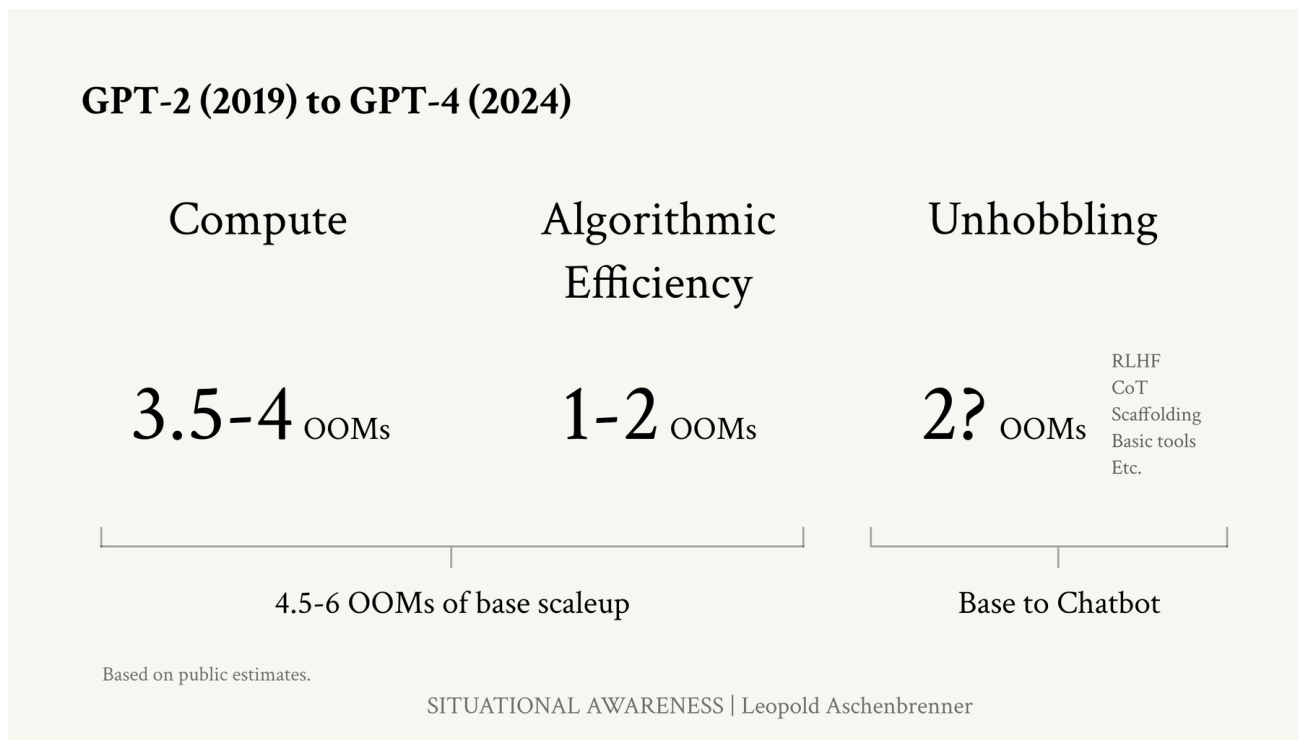 GPT-2 (2019) to GPT-4 (2024)
Compute
Algorithmic
Efficiency
Unhobbling
3.5-4 OOMs
1-2 OOMs
2? OOMs
RLHF
CoT
Scaffolding
Basic tools
Etc.
4.5-6 OOMs of base scaleup
Base to Chatbot
Based on public estimates.
SITUATIONAL AWARENESS | Leopold Aschenbrenner